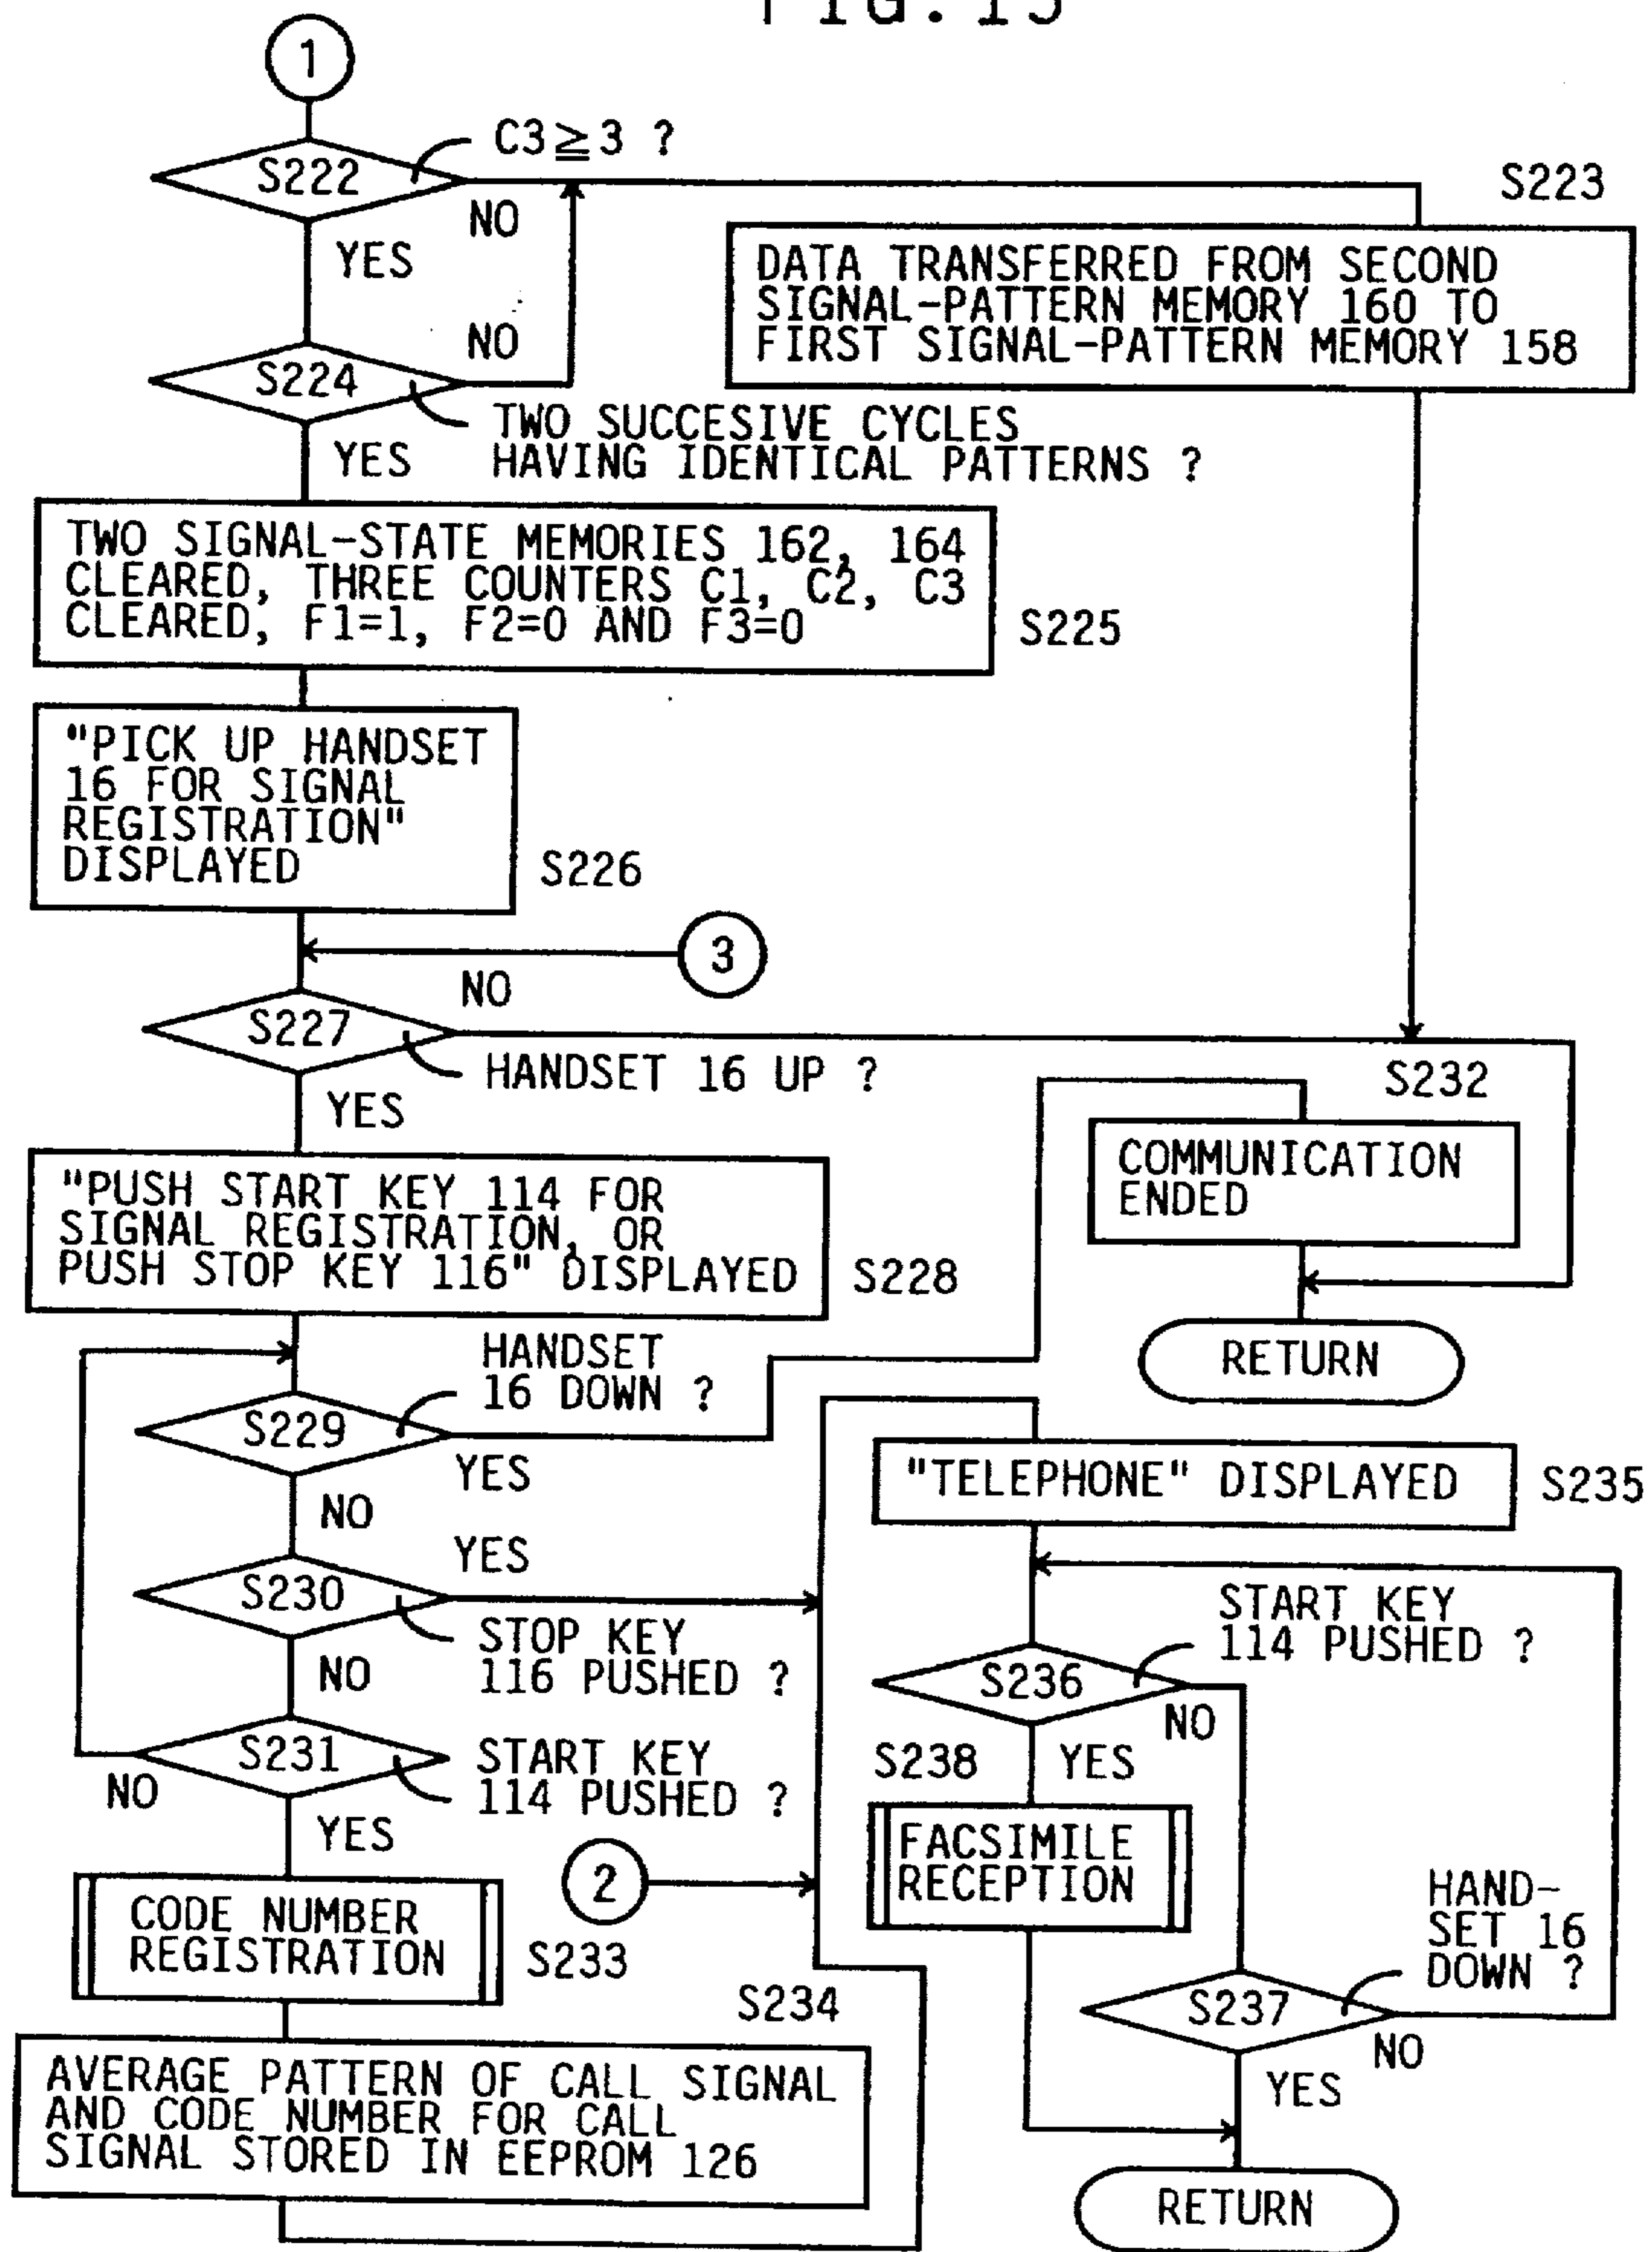 FIG. 15
1
C3≧3 ?
S222
NO
YES
S223
DATA TRANSFERRED FROM SECOND
SIGNAL-PATTERN MEMORY 160 TO
FIRST SIGNAL-PATTERN MEMORY 158
NO
S224
TWO SUCCESIVE CYCLES
HAVING IDENTICAL PATTERNS ?
YES
TWO SIGNAL-STATE MEMORIES 162, 164
CLEARED, THREE COUNTERS C1, C2, C3
CLEARED, F1=1, F2=0 AND F3=0
S225
"PICK UP HANDSET
16 FOR SIGNAL
REGISTRATION"
DISPLAYED
S226
3
NO
S227
HANDSET 16 UP ?
YES
S232
COMMUNICATION
ENDED
RETURN
"PUSH START KEY 114 FOR
SIGNAL REGISTRATION, OR
PUSH STOP KEY 116" DISPLAYED
S228
HANDSET
16 DOWN ?
S229
YES
NO
YES
S230
STOP KEY
116 PUSHED ?
NO
S231
START KEY
114 PUSHED ?
NO
YES
2
CODE NUMBER
REGISTRATION
S233
S234
AVERAGE PATTERN OF CALL SIGNAL
AND CODE NUMBER FOR CALL
SIGNAL STORED IN EEPROM 126
"TELEPHONE" DISPLAYED
S235
START KEY
114 PUSHED ?
S236
NO
S238
YES
FACSIMILE
RECEPTION
HAND-
SET 16
DOWN ?
S237
NO
YES
RETURN